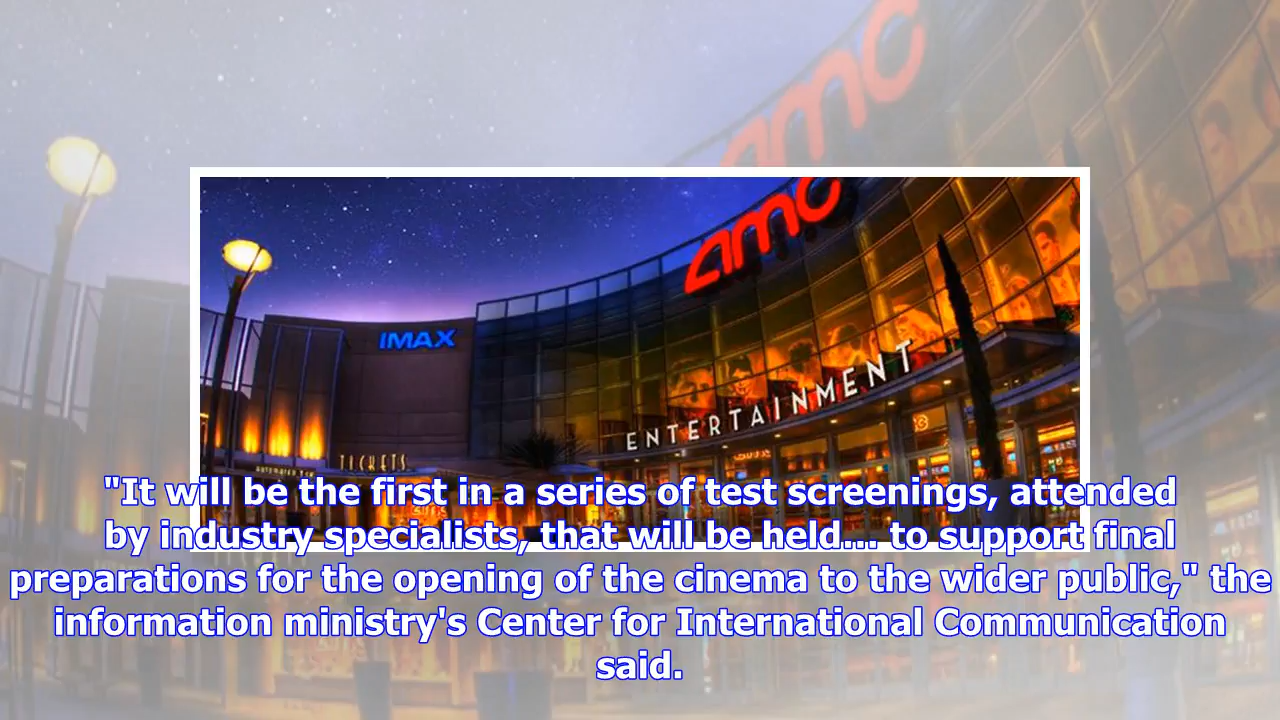 amc
amc
IMAX
ENTERTAINMENT
TICKETS
"It will be the first in a series of test screenings, attended
by industry specialists, that will be held... to support final
preparations for the opening of the cinema to the wider public," the
information ministry's Center for International Communication
said.